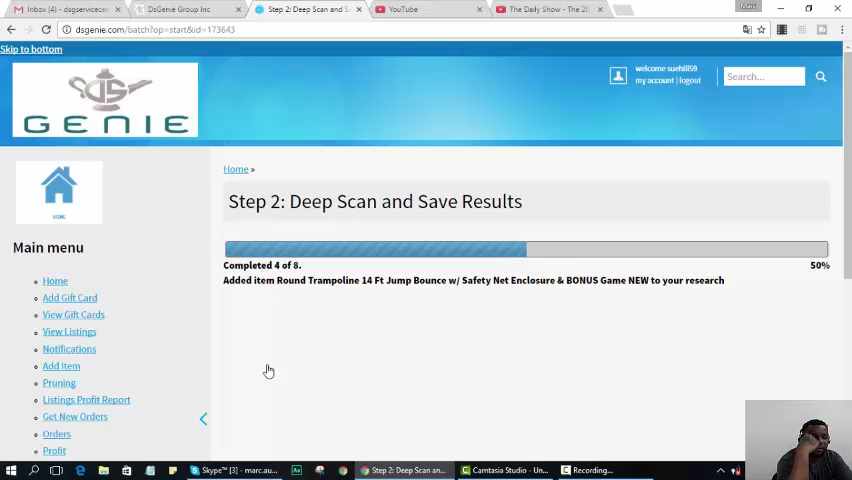 Marc
Inbox (4) - dsgservicesc
DsGenie Group Inc
Step 2: Deep Scan and S
YouTube
The Daily Show - The 20
dsgenie.com/batch?op=start&id=173643
Skip to bottom
DS
GENIE
welcome suehill59
my account | logout
Search...
HOME
Home »
Step 2: Deep Scan and Save Results
Completed 4 of 8.
50%
Added item Round Trampoline 14 Ft Jump Bounce w/ Safety Net Enclosure & BONUS Game NEW to your research
Main menu
Home
Add Gift Card
View Gift Cards
View Listings
Notifications
Add Item
Pruning
Listings Profit Report
Get New Orders
Orders
Profit
Skype™ [3] - marc.au...
Step 2: Deep Scan an...
Camtasia Studio - Un...
Recording...